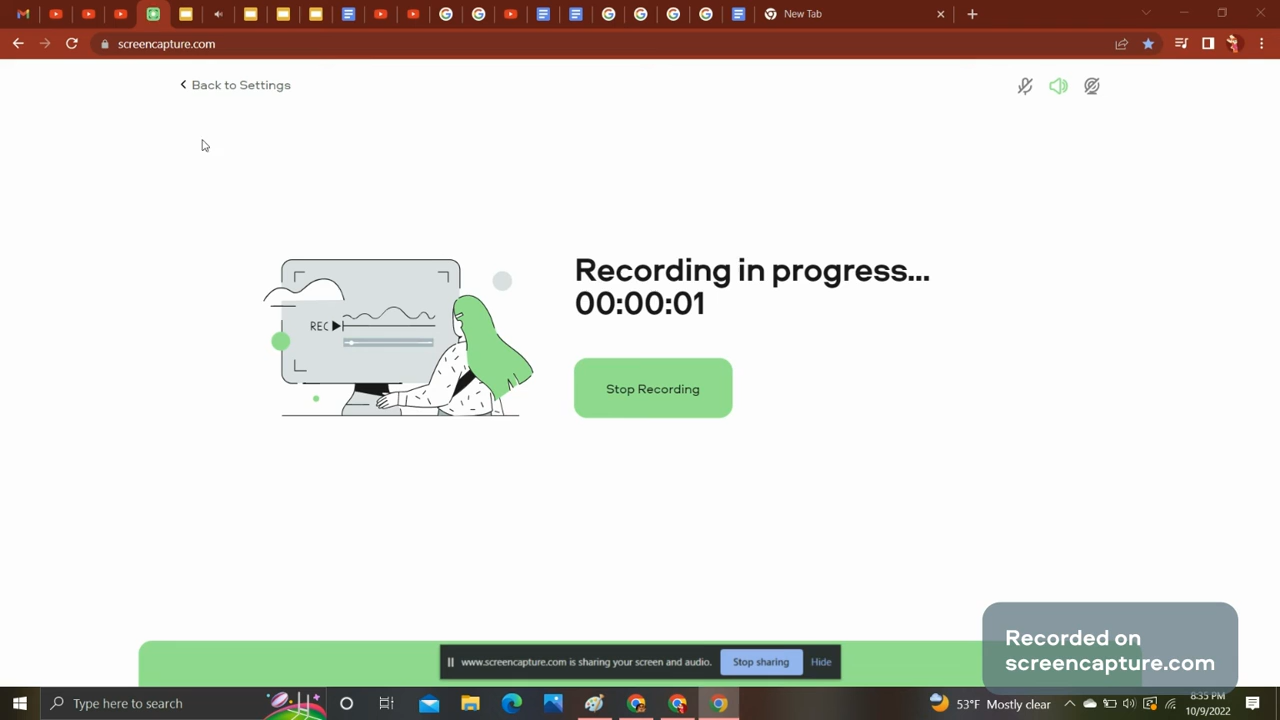 New Tab
screencapture.com
Back to Settings
Recording in progress...
00:00:01
REC
Stop Recording
www.screencapture.com is sharing your screen and audio.
Stop sharing
Hide
Recorded on
screencapture.com
Type here to search
53°F Mostly clear
8:35 PM
10/9/2022